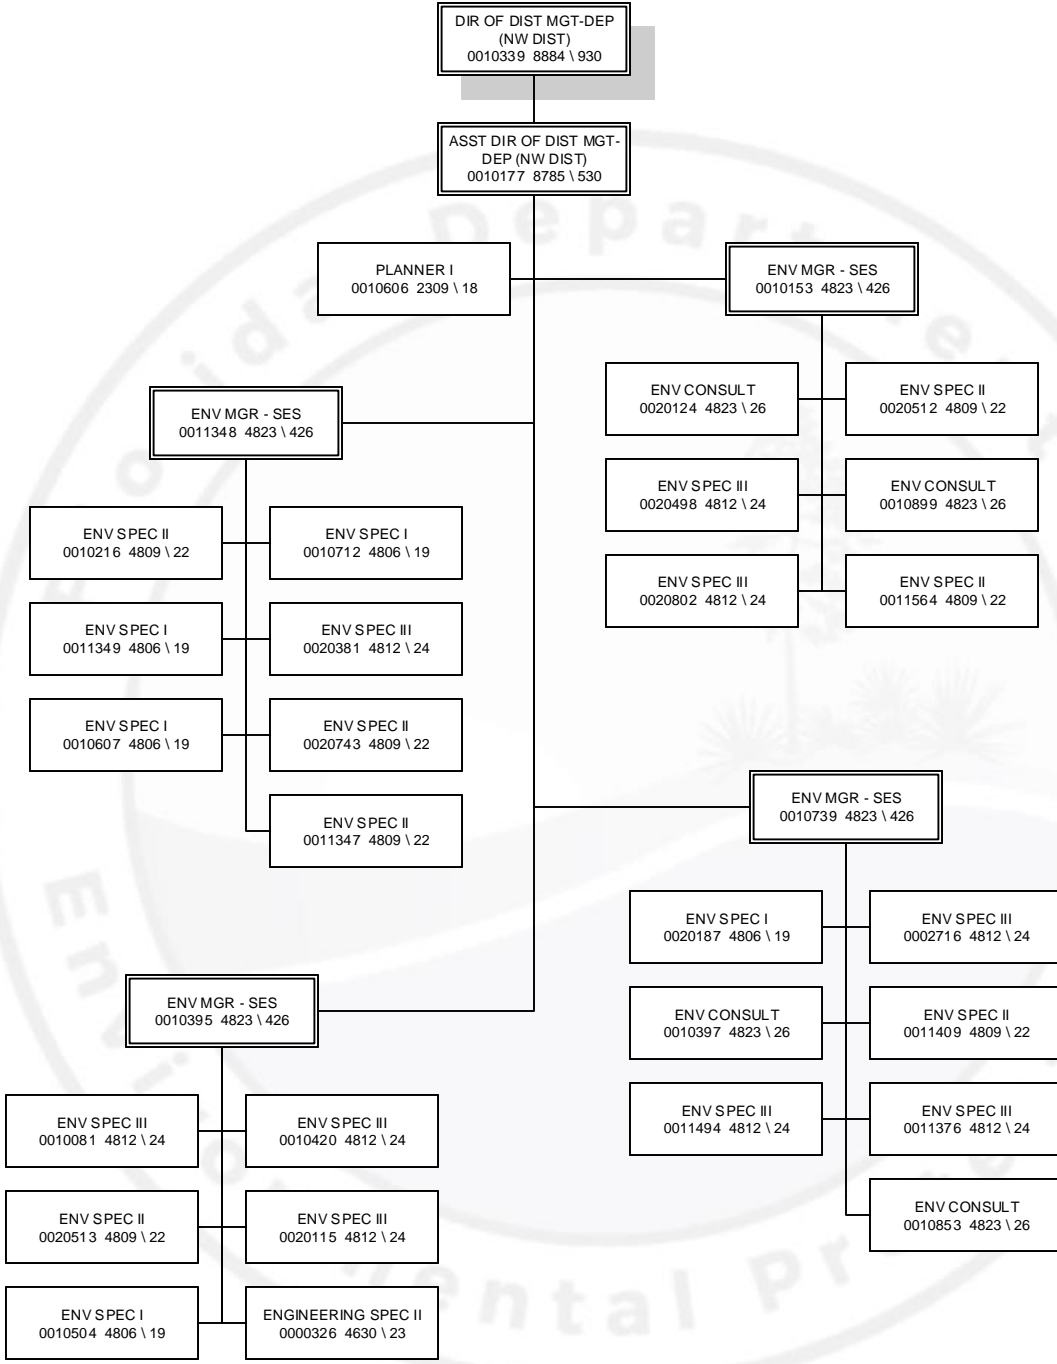 DIR OF DIST MGT-DEP
(NW DIST)
0010339 8884 \ 930
ASST DIR OF DIST MGT-
DEP (NW DIST)
0010177 8785 \ 530
PLANNER I
0010606 2309 \ 18
ENV MGR - SES
0010153 4823 \ 426
ENV CONSULT
0020124 4823 \ 26
ENV SPEC II
0020512 4809 \ 22
ENV SPEC III
0020498 4812 \ 24
ENV CONSULT
0010899 4823 \ 26
ENV SPEC III
0020802 4812 \ 24
ENV SPEC II
0011564 4809 \ 22
ENV MGR - SES
0011348 4823 \ 426
ENV SPEC II
0010216 4809 \ 22
ENV SPEC I
0010712 4806 \ 19
ENV SPEC I
0011349 4806 \ 19
ENV SPEC III
0020381 4812 \ 24
ENV SPEC I
0010607 4806 \ 19
ENV SPEC II
0020743 4809 \ 22
ENV SPEC II
0011347 4809 \ 22
ENV MGR - SES
0010739 4823 \ 426
ENV SPEC I
0020187 4806 \ 19
ENV SPEC III
0002716 4812 \ 24
ENV CONSULT
0010397 4823 \ 26
ENV SPEC II
0011409 4809 \ 22
ENV SPEC III
0011494 4812 \ 24
ENV SPEC III
0011376 4812 \ 24
ENV CONSULT
0010853 4823 \ 26
ENV MGR - SES
0010395 4823 \ 426
ENV SPEC III
0010081 4812 \ 24
ENV SPEC III
0010420 4812 \ 24
ENV SPEC II
0020513 4809 \ 22
ENV SPEC III
0020115 4812 \ 24
ENV SPEC I
0010504 4806 \ 19
ENGINEERING SPEC II
0000326 4630 \ 23